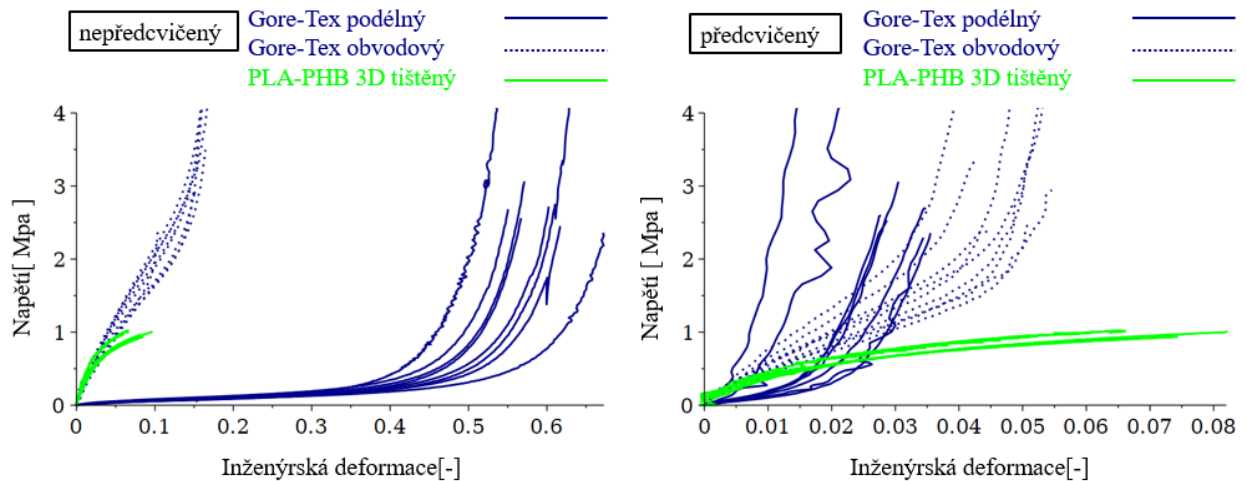 nepředcvičený
Gore-Tex podélný
Gore-Tex obvodový
PLA-PHB 3D tištěný
4
3
2
1
0
Napětí[ Mpa ]
0 0.1 0.2 0.3 0.4 0.5 0.6
Inženýrská deformace[-]
předcvičený
Gore-Tex podélný
Gore-Tex obvodový
PLA-PHB 3D tištěný
4
3
2
1
0
Napětí [ Mpa ]
0 0.01 0.02 0.03 0.04 0.05 0.06 0.07 0.08
Inženýrská deformace[-]